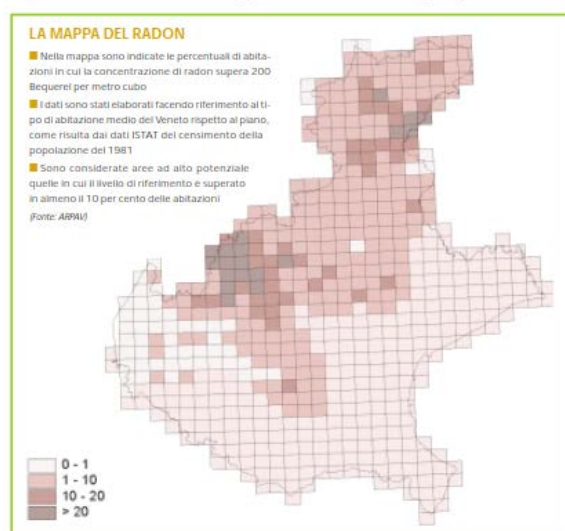 LA MAPPA DEL RADON
Nella mappa sono indicate le percentuali di abita-
zioni in cui la concentrazione di radon supera 200
Bequerel per metro cubo
I dati sono stati elaborati facendo riferimento al ti-
po di abitazione medio del Veneto rispetto al piano,
come risulta dai dati ISTAT del censimento della
popolazione del 1981
Sono considerate aree ad alto potenziale
quelle in cui il livello di riferimento è superato
in almeno il 10 per cento delle abitazioni
(Fonte: ARPAV)
0 - 1
1 - 10
10 - 20
> 20